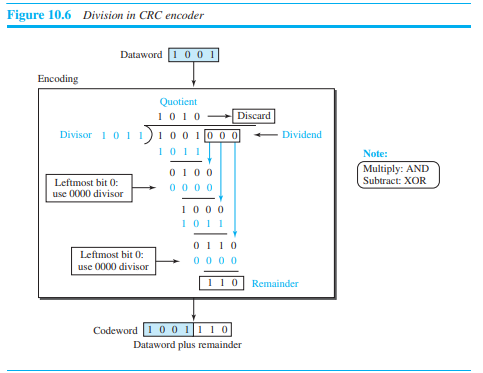 Figure 10.6 Division in CRC encoder
Dataword 1 0 0 1
Encoding
Quotient
1 0 1 0 Discard
Divisor 1 0 1 1 1 0 0 1 0 0 0 Dividend
1 0 1 1
Note:
Multiply: AND
Subtract: XOR
0 1 0 0
Leftmost bit 0:
use 0000 divisor
0 0 0 0
1 0 0 0
1 0 1 1
0 1 1 0
Leftmost bit 0:
use 0000 divisor
0 0 0 0
1 1 0 Remainder
Codeword 1 0 0 1 1 1 0
Dataword plus remainder